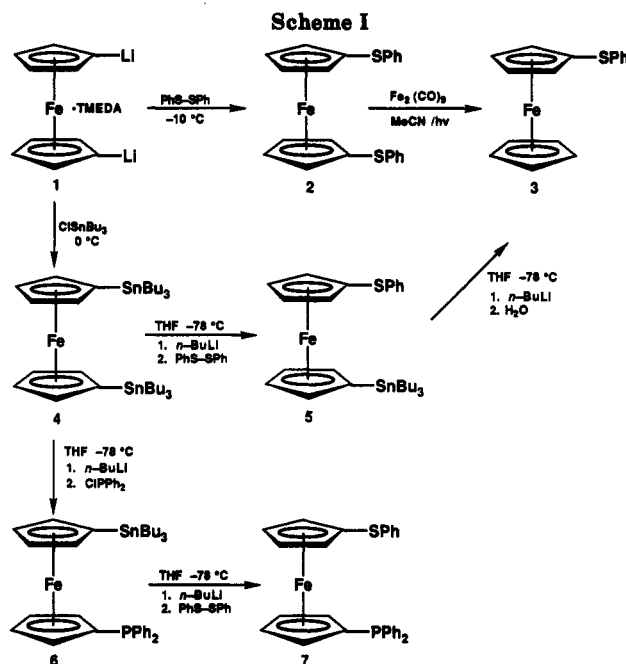 Scheme I
Li
Fe •TMEDA
Li
1
PhS–SPh
–10 °C
SPh
Fe
SPh
2
Fe2(CO)9
MeCN /hv
SPh
Fe
3
ClSnBu3
0 °C
SnBu3
Fe
SnBu3
4
THF –78 °C
1. n–BuLi
2. PhS–SPh
SPh
Fe
SnBu3
5
THF –78 °C
1. n–BuLi
2. H2O
THF –78 °C
1. n–BuLi
2. ClPPh2
SnBu3
Fe
PPh2
6
THF –78 °C
1. n–BuLi
2. PhS–SPh
SPh
Fe
PPh2
7